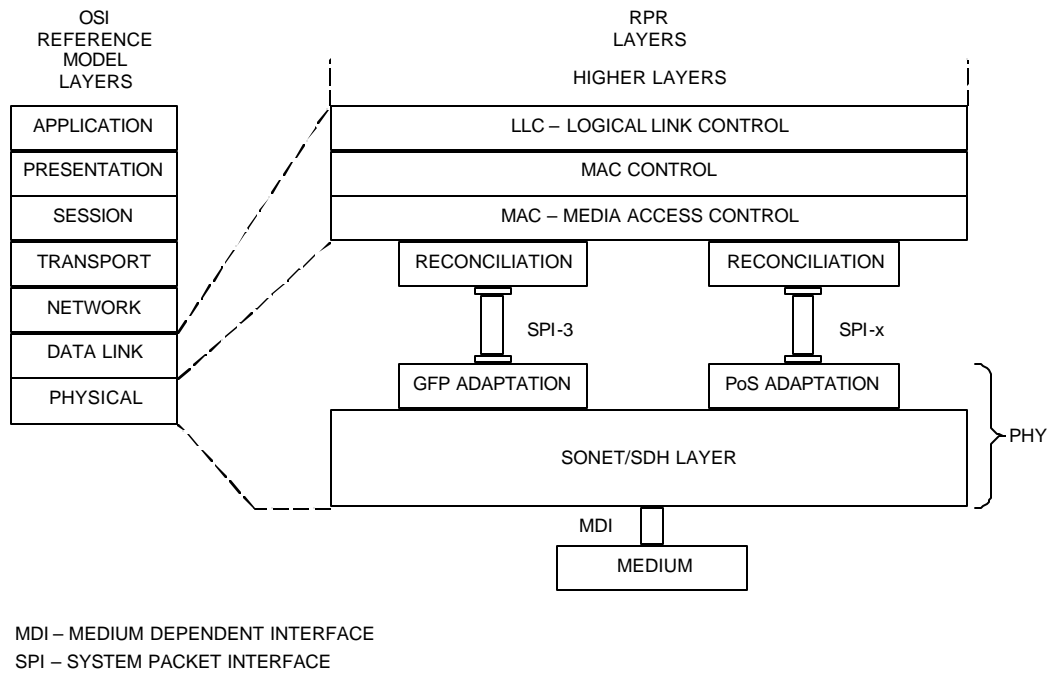 OSI
REFERENCE
MODEL
LAYERS
APPLICATION
PRESENTATION
SESSION
TRANSPORT
NETWORK
DATA LINK
PHYSICAL
RPR
LAYERS
HIGHER LAYERS
LLC – LOGICAL LINK CONTROL
MAC CONTROL
MAC – MEDIA ACCESS CONTROL
RECONCILIATION
RECONCILIATION
SPI-3
SPI-x
GFP ADAPTATION
PoS ADAPTATION
PHY
SONET/SDH LAYER
MDI
MEDIUM
MDI – MEDIUM DEPENDENT INTERFACE
SPI – SYSTEM PACKET INTERFACE